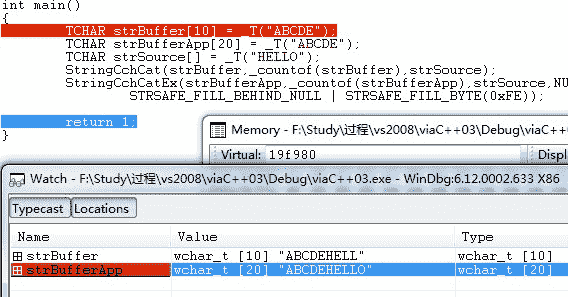 int main()
{
TCHAR strBuffer[10] = _T("ABCDE");
TCHAR strBufferApp[20] = _T("ABCDE");
TCHAR strSource[] = _T("HELLO");
StringCchCat(strBuffer,_countof(strBuffer),strSource);
StringCchCatEx(strBufferApp,_countof(strBufferApp),strSource,NU
STRSAFE_FILL_BEHIND_NULL | STRSAFE_FILL_BYTE(0xFE));
return 1;
}
Memory - F:\Study\过程\vs2008\viaC++03\Debug\viaC++
Virtual: 19f980 Displ
Watch - F:\Study\过程\vs2008\viaC++03\Debug\viaC++03.exe - WinDbg:6.12.0002.633 X86
Typecast Locations
Name Value Type
strBuffer wchar_t [10] "ABCDEHELL" wchar_t [10]
strBufferApp wchar_t [20] "ABCDEHELLO" wchar_t [20]